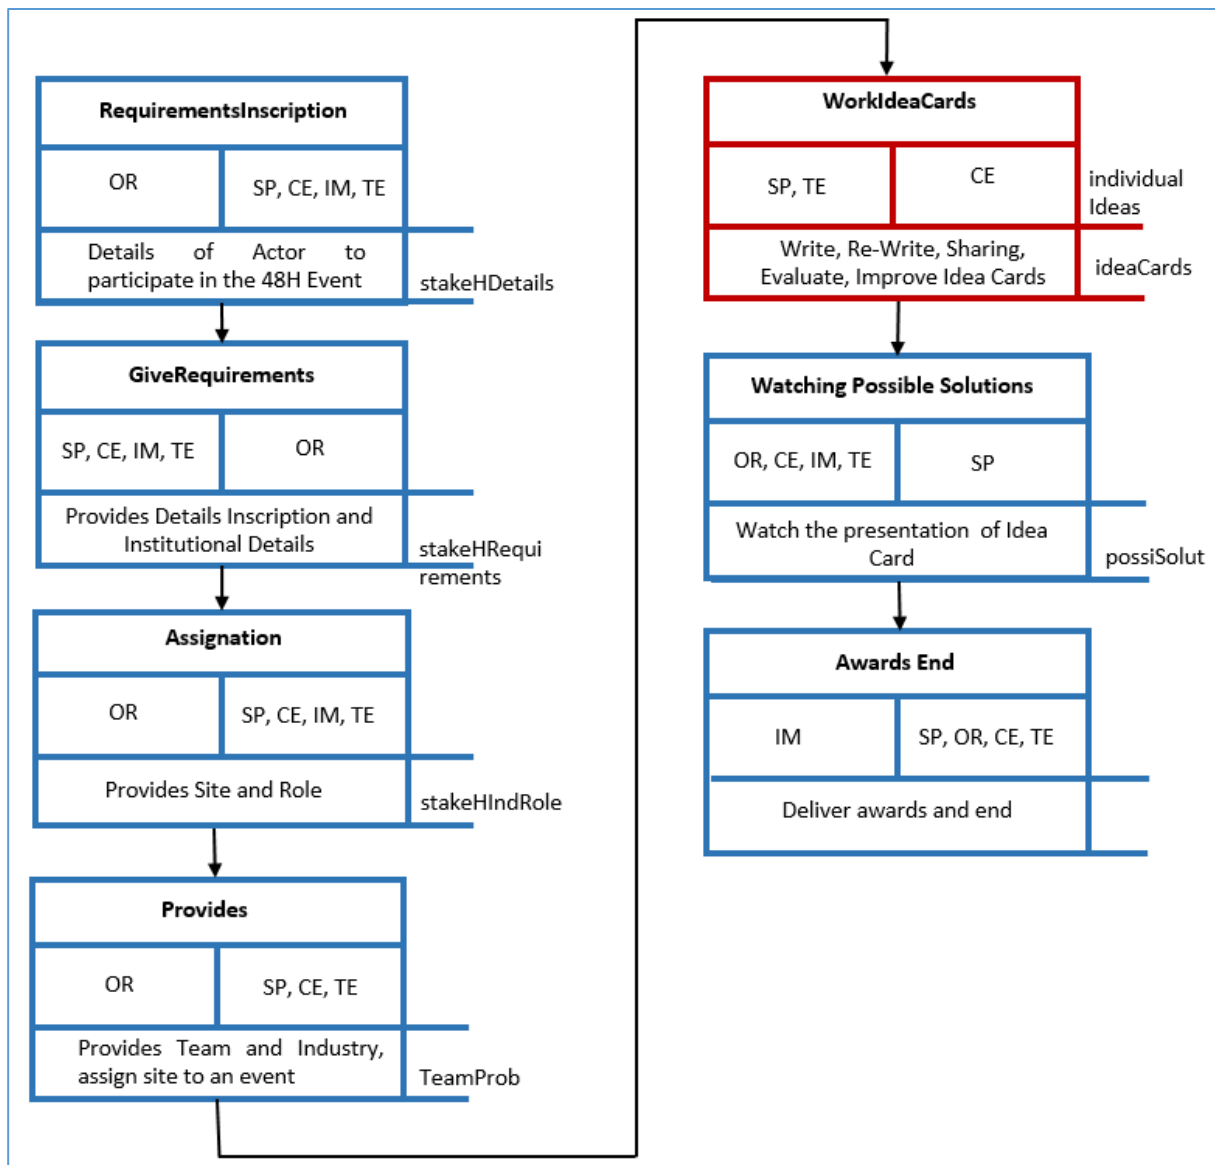 RequirementsInscription
OR
SP, CE, IM, TE
Details of Actor to
participate in the 48H Event
stakeHDetails
GiveRequirements
SP, CE, IM, TE
OR
Provides Details Inscription and
Institutional Details
stakeHRequi
rements
Assignation
OR
SP, CE, IM, TE
Provides Site and Role
stakeHIndRole
Provides
OR
SP, CE, TE
Provides Team and Industry,
assign site to an event
TeamProb
WorkIdeaCards
SP, TE
CE
individual
Ideas
Write, Re-Write, Sharing,
Evaluate, Improve Idea Cards
ideaCards
Watching Possible Solutions
OR, CE, IM, TE
SP
Watch the presentation of Idea
Card
possiSolut
Awards End
IM
SP, OR, CE, TE
Deliver awards and end